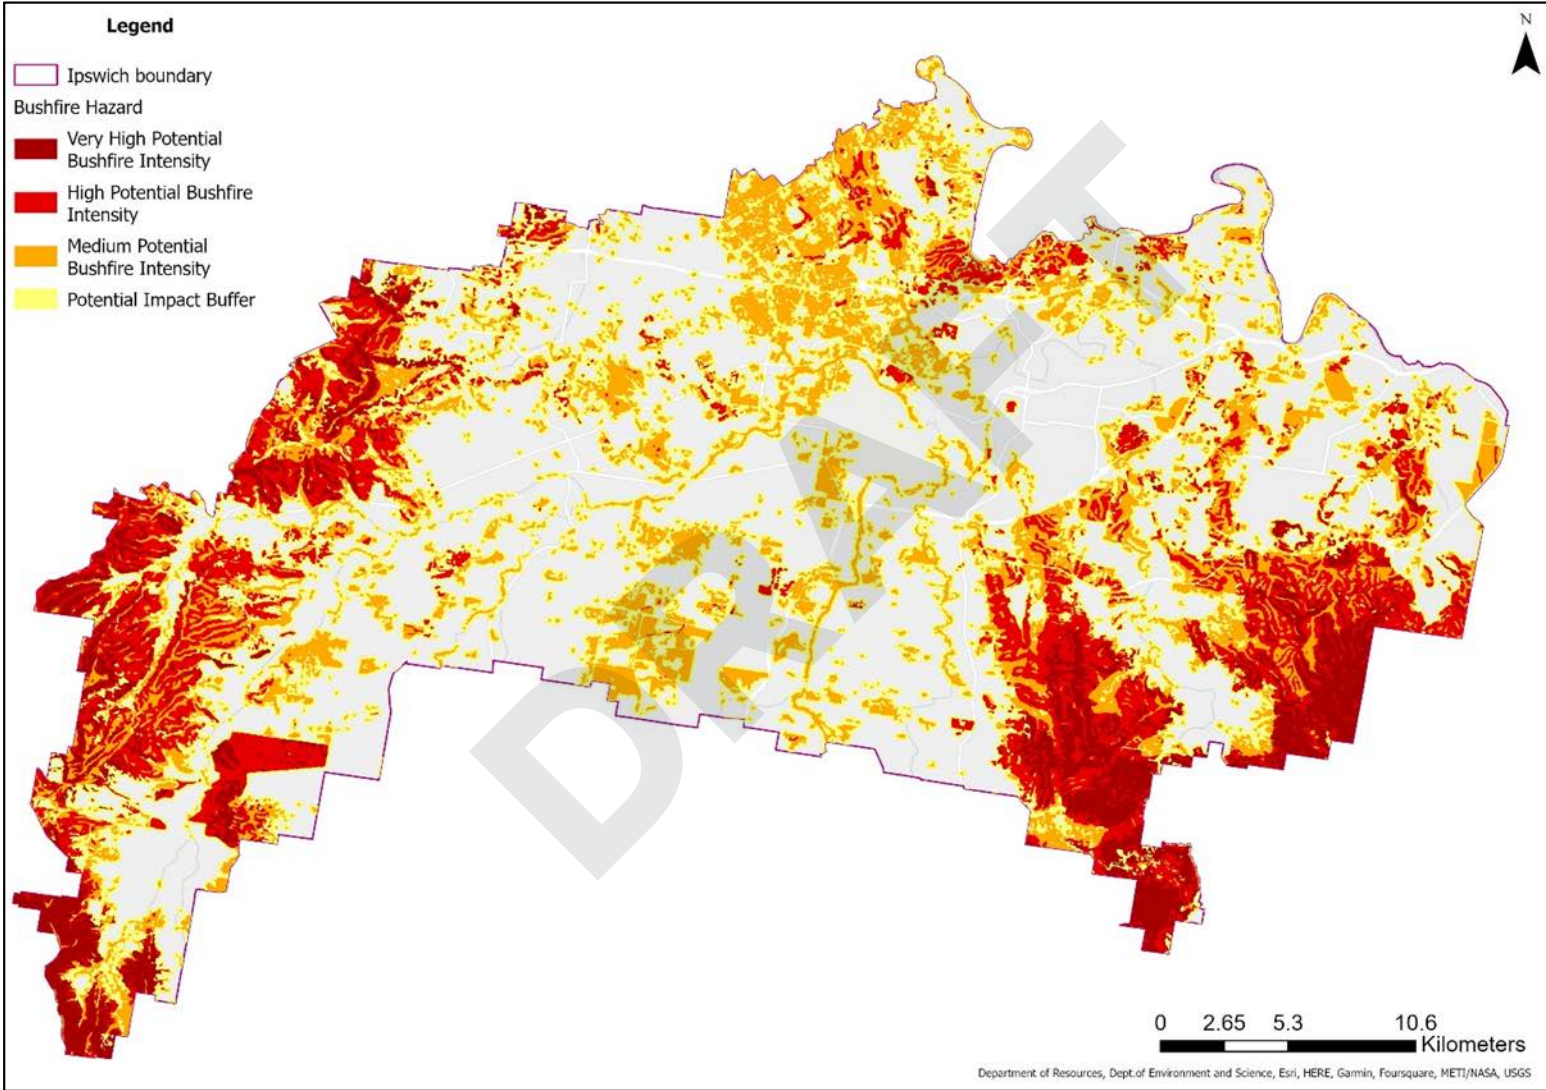 Legend
Ipswich boundary
Bushfire Hazard
Very High Potential
Bushfire Intensity
High Potential Bushfire
Intensity
Medium Potential
Bushfire Intensity
Potential Impact Buffer
N
DRAFT
0 2.65 5.3 10.6
Kilometers
Department of Resources, Dept.of Environment and Science, Esri, HERE, Garmin, Foursquare, METI/NASA, USGS